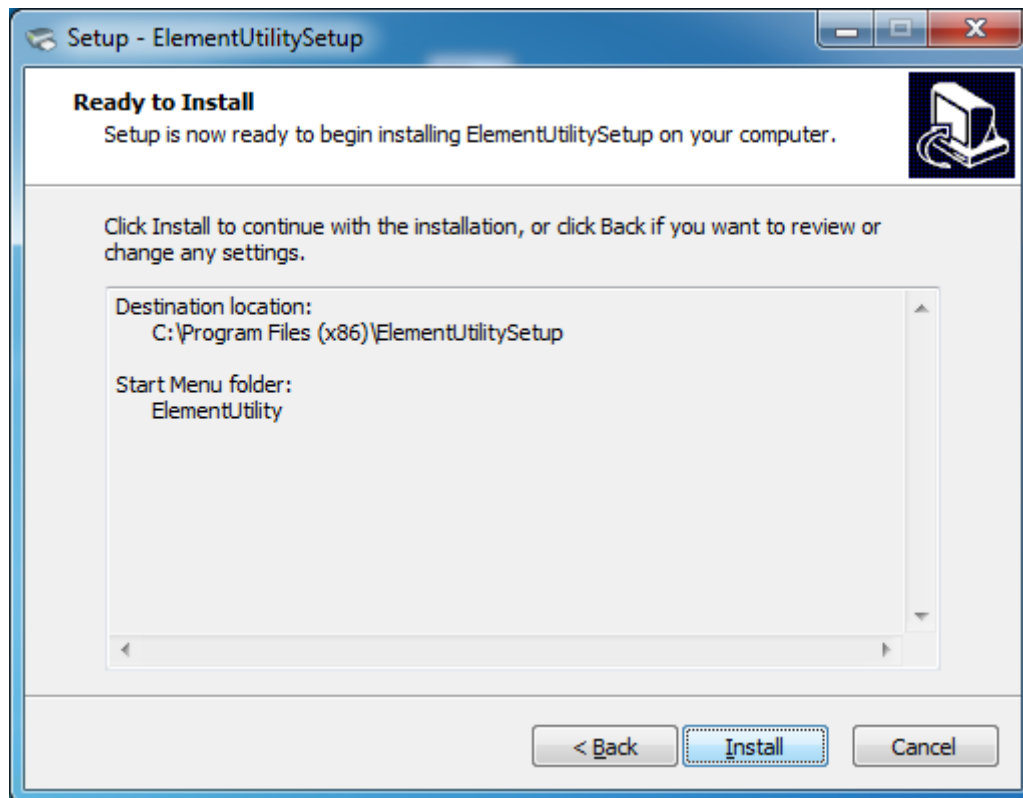 Setup - ElementUtilitySetup
Ready to Install
Setup is now ready to begin installing ElementUtilitySetup on your computer.
Click Install to continue with the installation, or click Back if you want to review or
change any settings.
Destination location:
C:\Program Files (x86)\ElementUtilitySetup
Start Menu folder:
ElementUtility
< Back
Install
Cancel